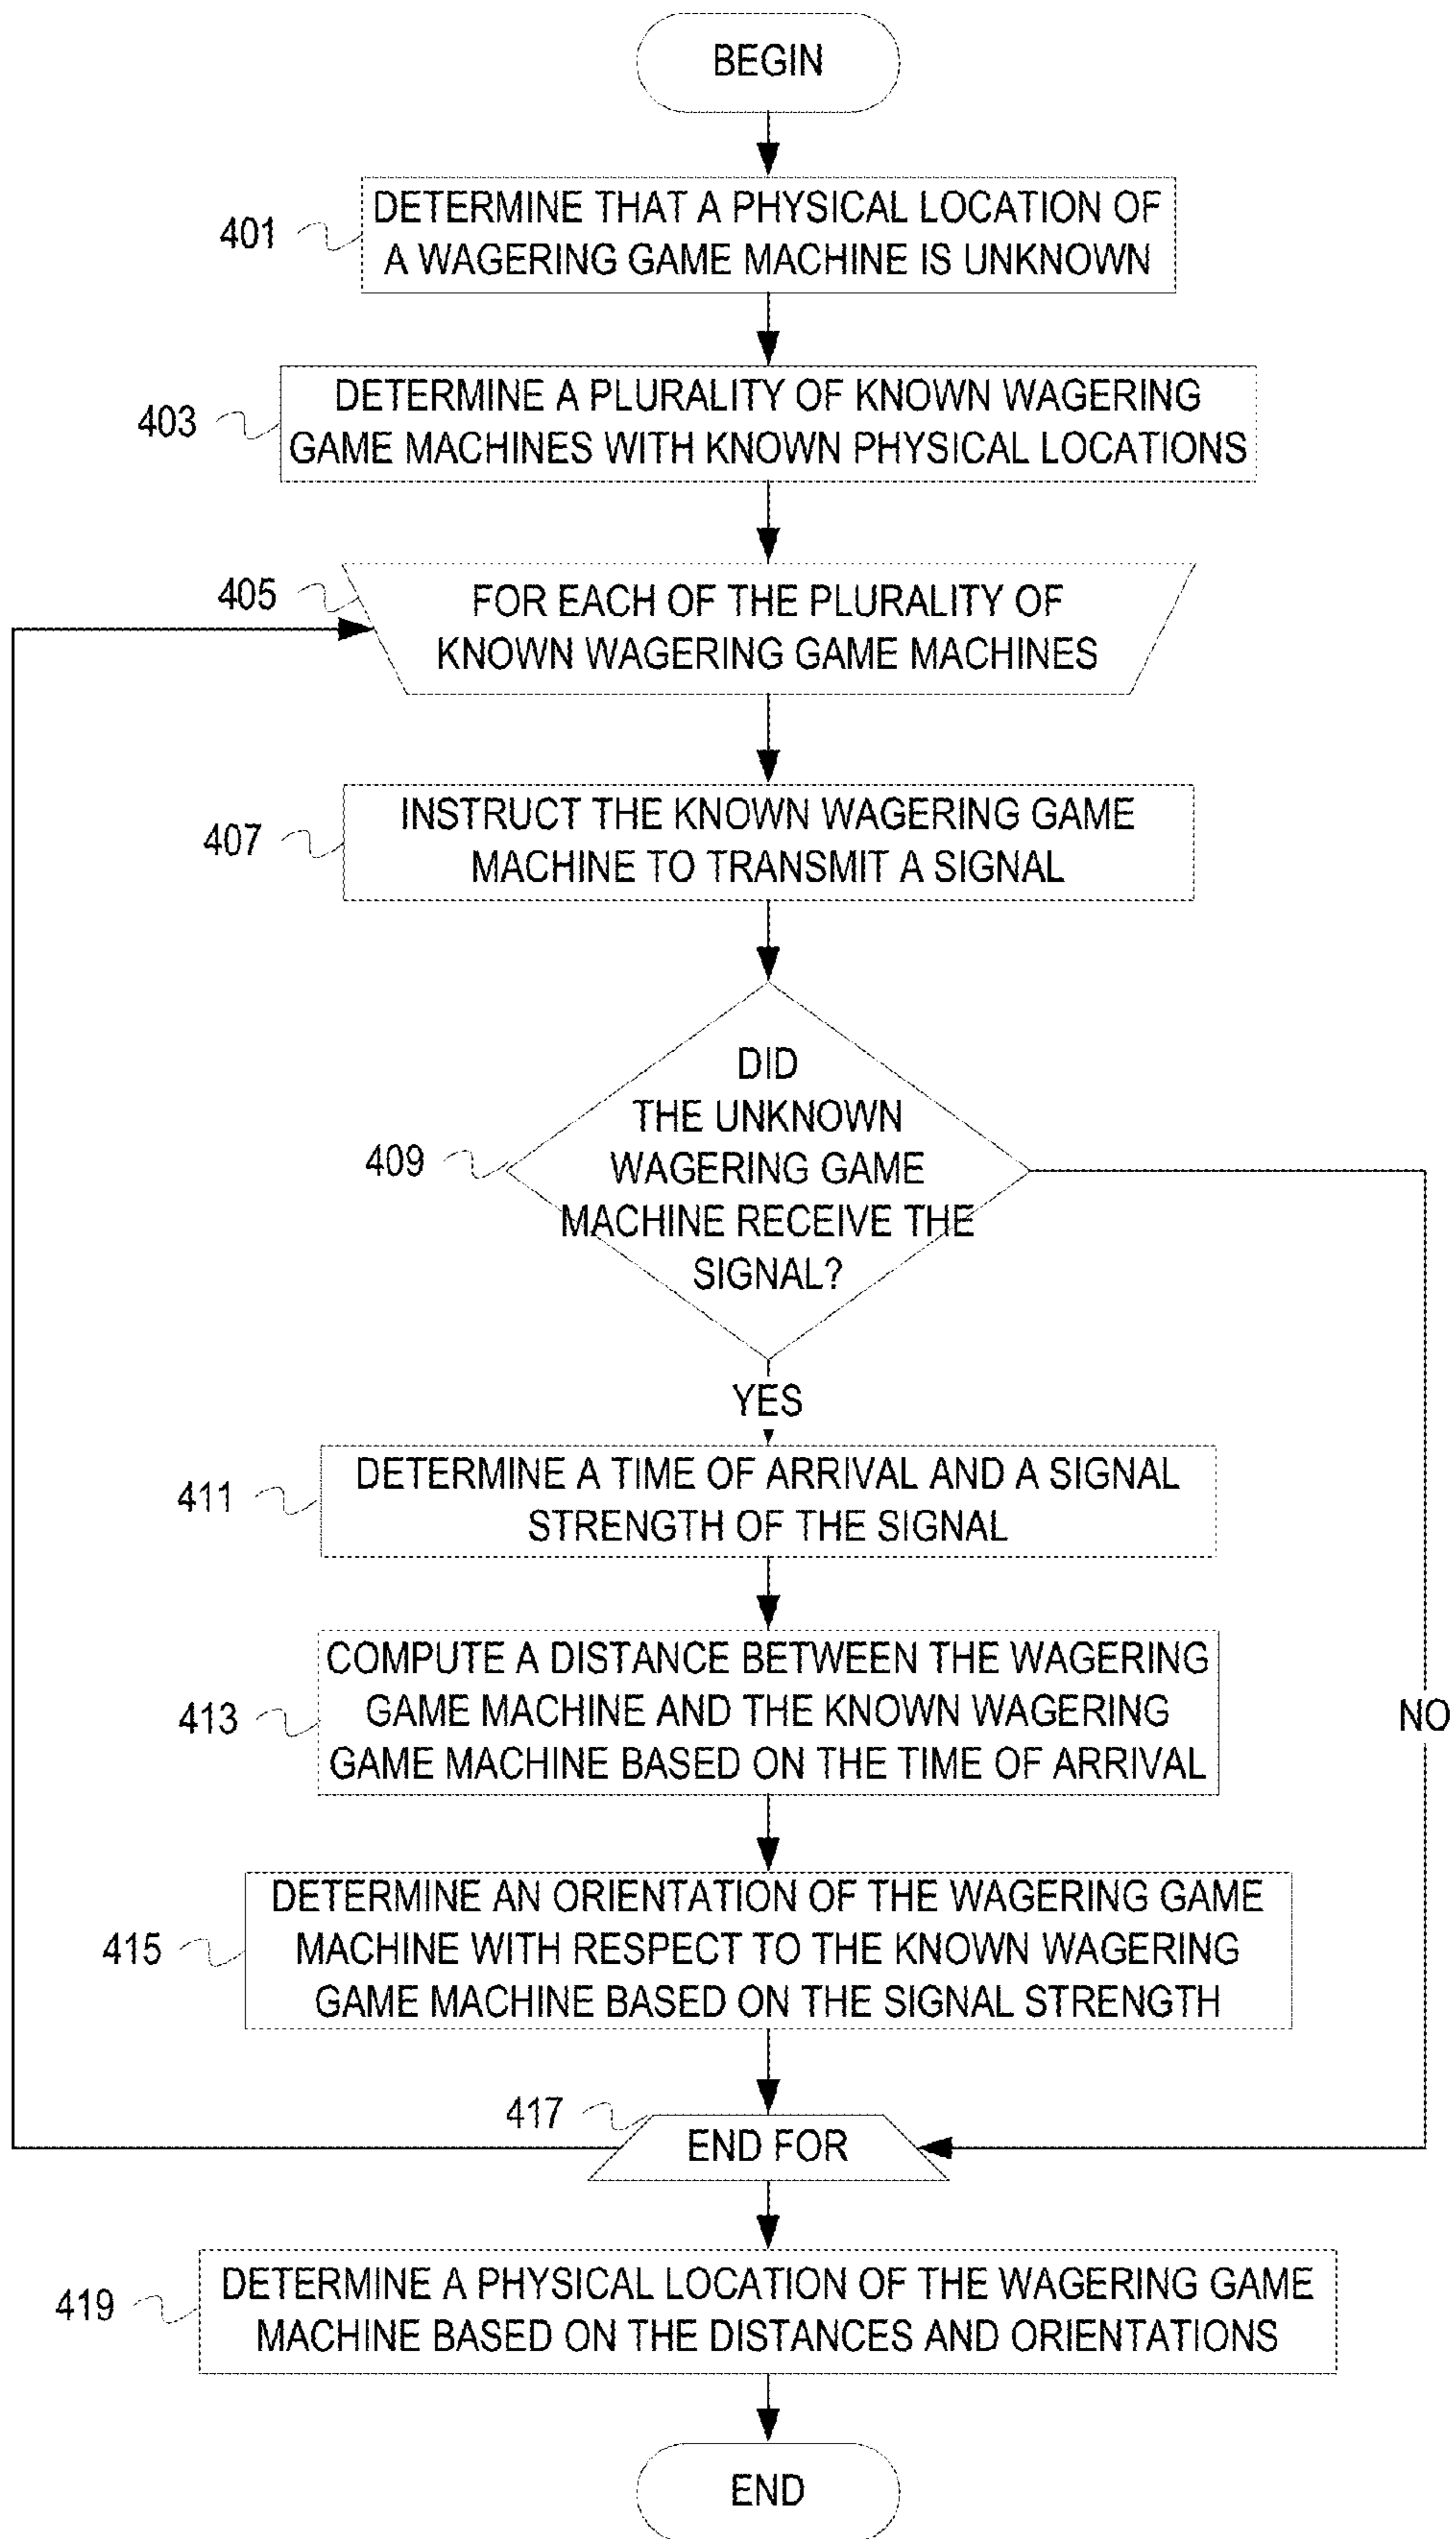 BEGIN
401
DETERMINE THAT A PHYSICAL LOCATION OF
A WAGERING GAME MACHINE IS UNKNOWN
403
DETERMINE A PLURALITY OF KNOWN WAGERING
GAME MACHINES WITH KNOWN PHYSICAL LOCATIONS
405
FOR EACH OF THE PLURALITY OF
KNOWN WAGERING GAME MACHINES
407
INSTRUCT THE KNOWN WAGERING GAME
MACHINE TO TRANSMIT A SIGNAL
409
DID
THE UNKNOWN
WAGERING GAME
MACHINE RECEIVE THE
SIGNAL?
YES
411
DETERMINE A TIME OF ARRIVAL AND A SIGNAL
STRENGTH OF THE SIGNAL
413
COMPUTE A DISTANCE BETWEEN THE WAGERING
GAME MACHINE AND THE KNOWN WAGERING
GAME MACHINE BASED ON THE TIME OF ARRIVAL
NO
415
DETERMINE AN ORIENTATION OF THE WAGERING GAME
MACHINE WITH RESPECT TO THE KNOWN WAGERING
GAME MACHINE BASED ON THE SIGNAL STRENGTH
417
END FOR
419
DETERMINE A PHYSICAL LOCATION OF THE WAGERING GAME
MACHINE BASED ON THE DISTANCES AND ORIENTATIONS
END